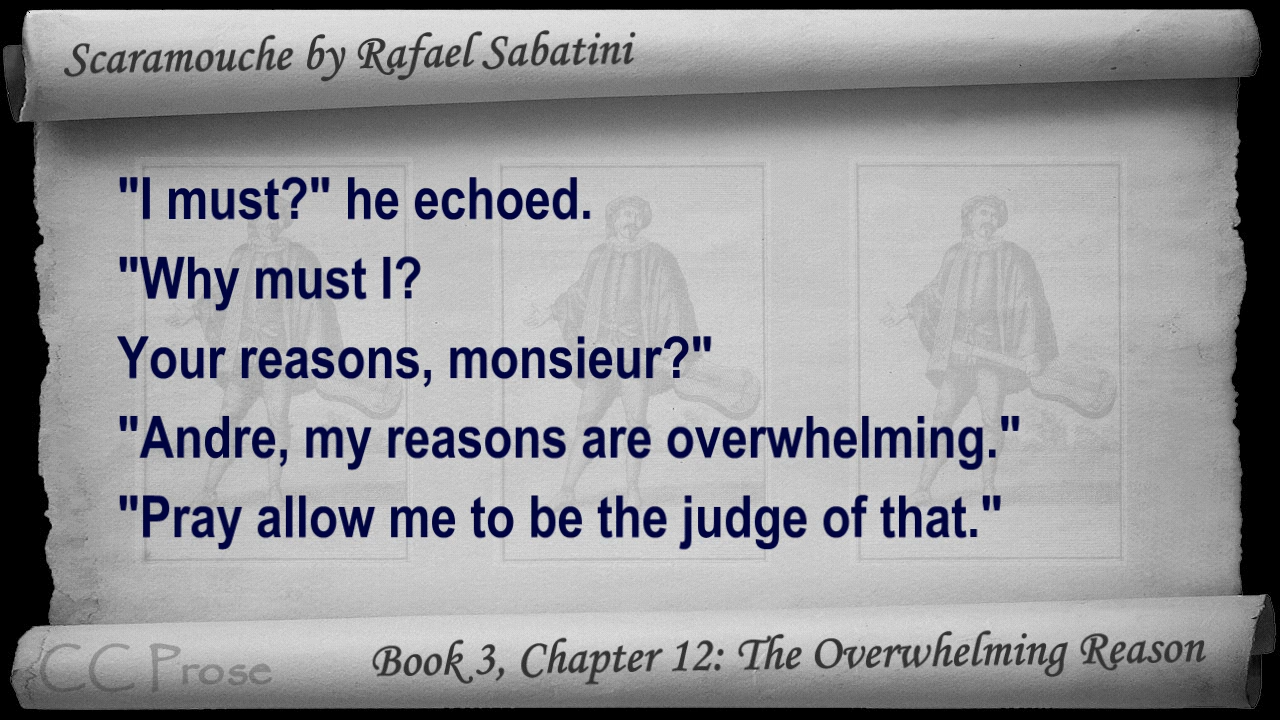 Scaramouche by Rafael Sabatini
"I must?" he echoed.
"Why must I?
Your reasons, monsieur?"
"Andre, my reasons are overwhelming."
"Pray allow me to be the judge of that."
CC Prose
Book 3, Chapter 12: The Overwhelming Reason